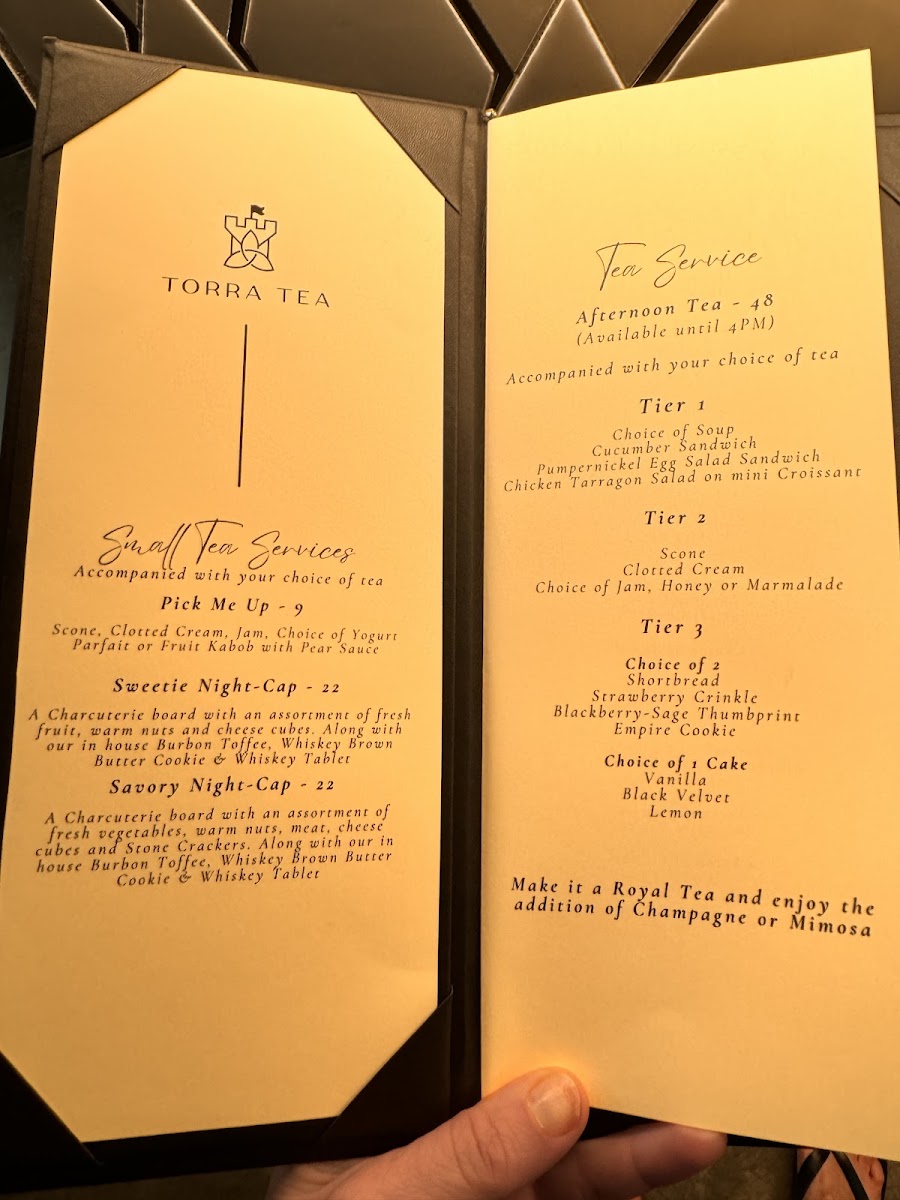 TORRA TEA
Small Tea Services
Accompanied with your choice of tea
Pick Me Up - 9
Scone, Clotted Cream, Jam, Choice of Yogurt
Parfait or Fruit Kabob with Pear Sauce
Sweetie Night-Cap - 22
A Charcuterie board with an assortment of fresh
fruit, warm nuts and cheese cubes. Along with
our in house Burbon Toffee, Whiskey Brown
Butter Cookie & Whiskey Tablet
Savory Night-Cap - 22
A Charcuterie board with an assortment of
fresh vegetables, warm nuts, meat, cheese
cubes and Stone Crackers. Along with our in
house Burbon Toffee, Whiskey Brown Butter
Cookie & Whiskey Tablet
Tea Service
Afternoon Tea - 48
(Available until 4PM)
Accompanied with your choice of tea
Tier 1
Choice of Soup
Cucumber Sandwich
Pumpernickel Egg Salad Sandwich
Chicken Tarragon Salad on mini Croissant
Tier 2
Scone
Clotted Cream
Choice of Jam, Honey or Marmalade
Tier 3
Choice of 2
Shortbread
Strawberry Crinkle
Blackberry-Sage Thumbprint
Empire Cookie
Choice of 1 Cake
Vanilla
Black Velvet
Lemon
Make it a Royal Tea and enjoy the
addition of Champagne or Mimosa